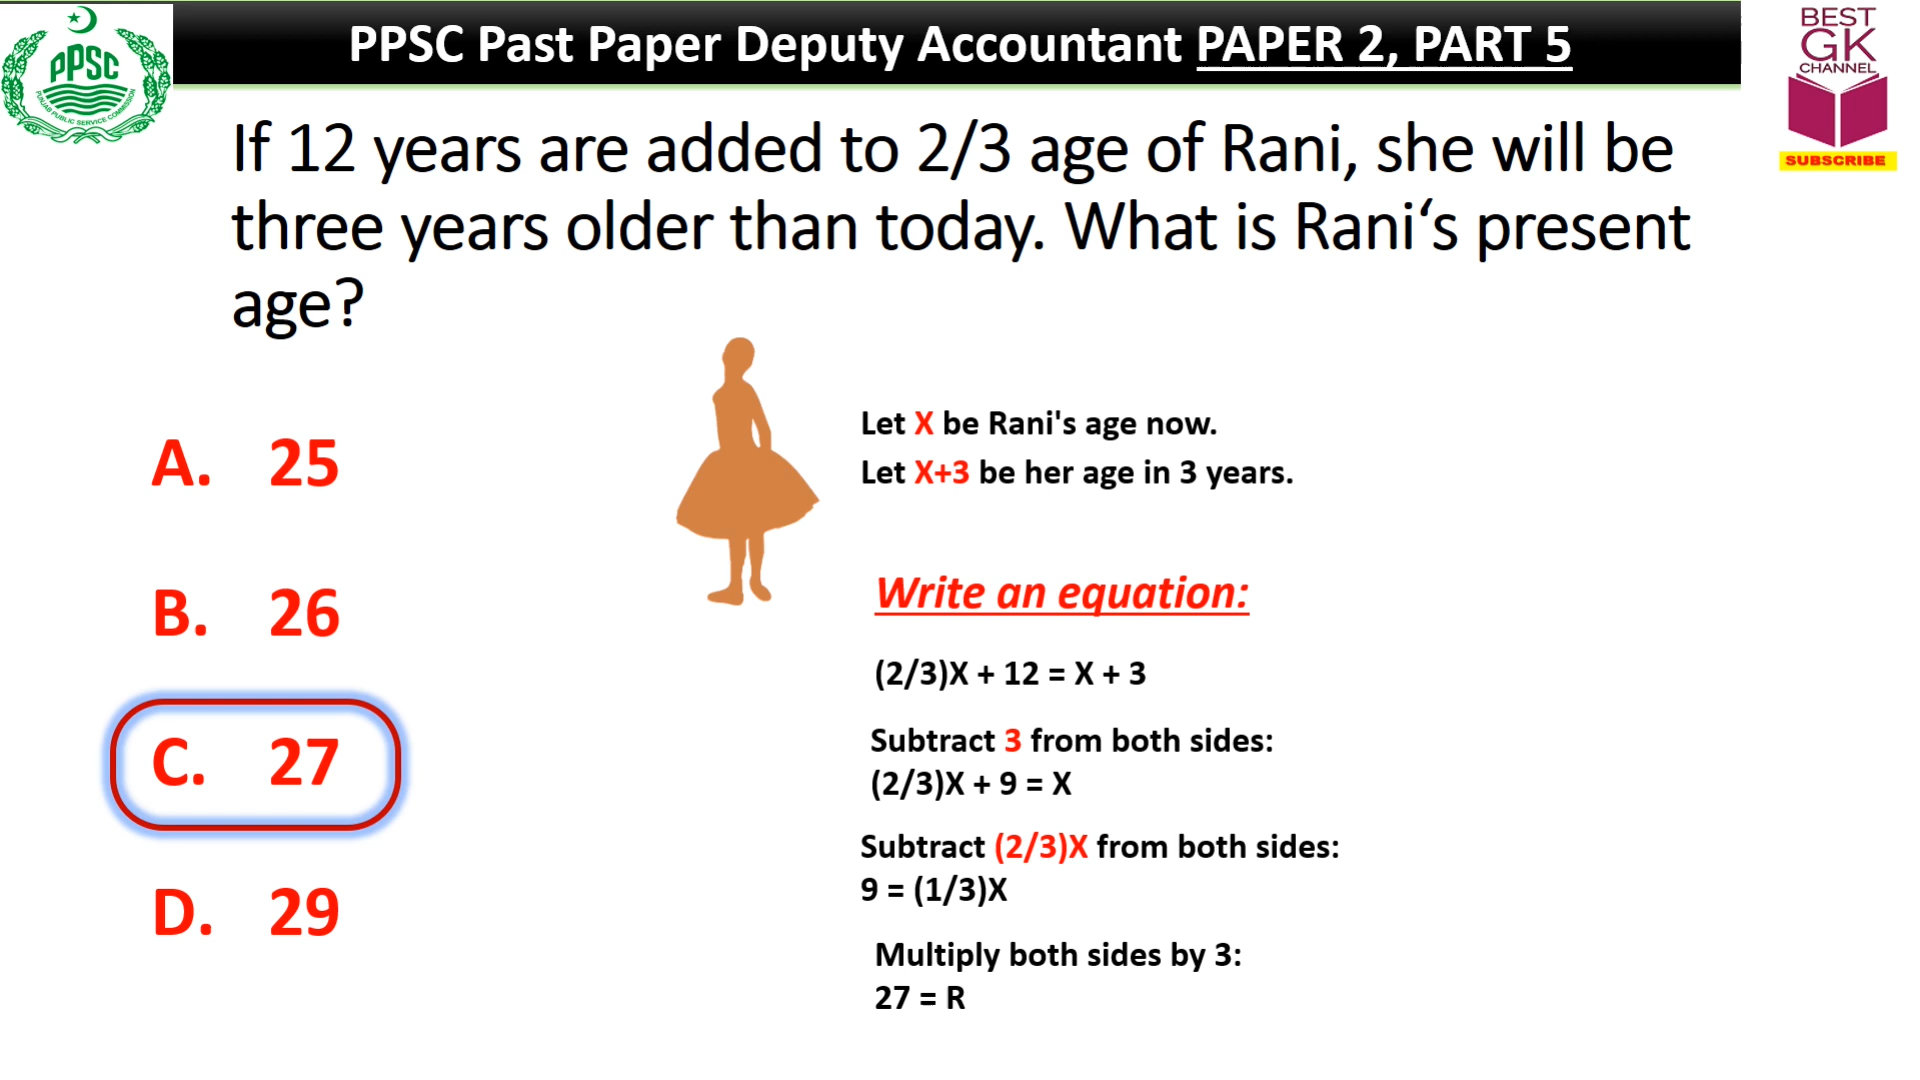 PPSC
PUNJAB PUBLIC SERVICE COMMISSION
PPSC Past Paper Deputy Accountant PAPER 2, PART 5
BEST
GK
CHANNEL
SUBSCRIBE
If 12 years are added to 2/3 age of Rani, she will be
three years older than today. What is Rani‘s present
age?
A. 25
B. 26
C. 27
D. 29
Let X be Rani's age now.
Let X+3 be her age in 3 years.
Write an equation:
(2/3)X + 12 = X + 3
Subtract 3 from both sides:
(2/3)X + 9 = X
Subtract (2/3)X from both sides:
9 = (1/3)X
Multiply both sides by 3:
27 = R